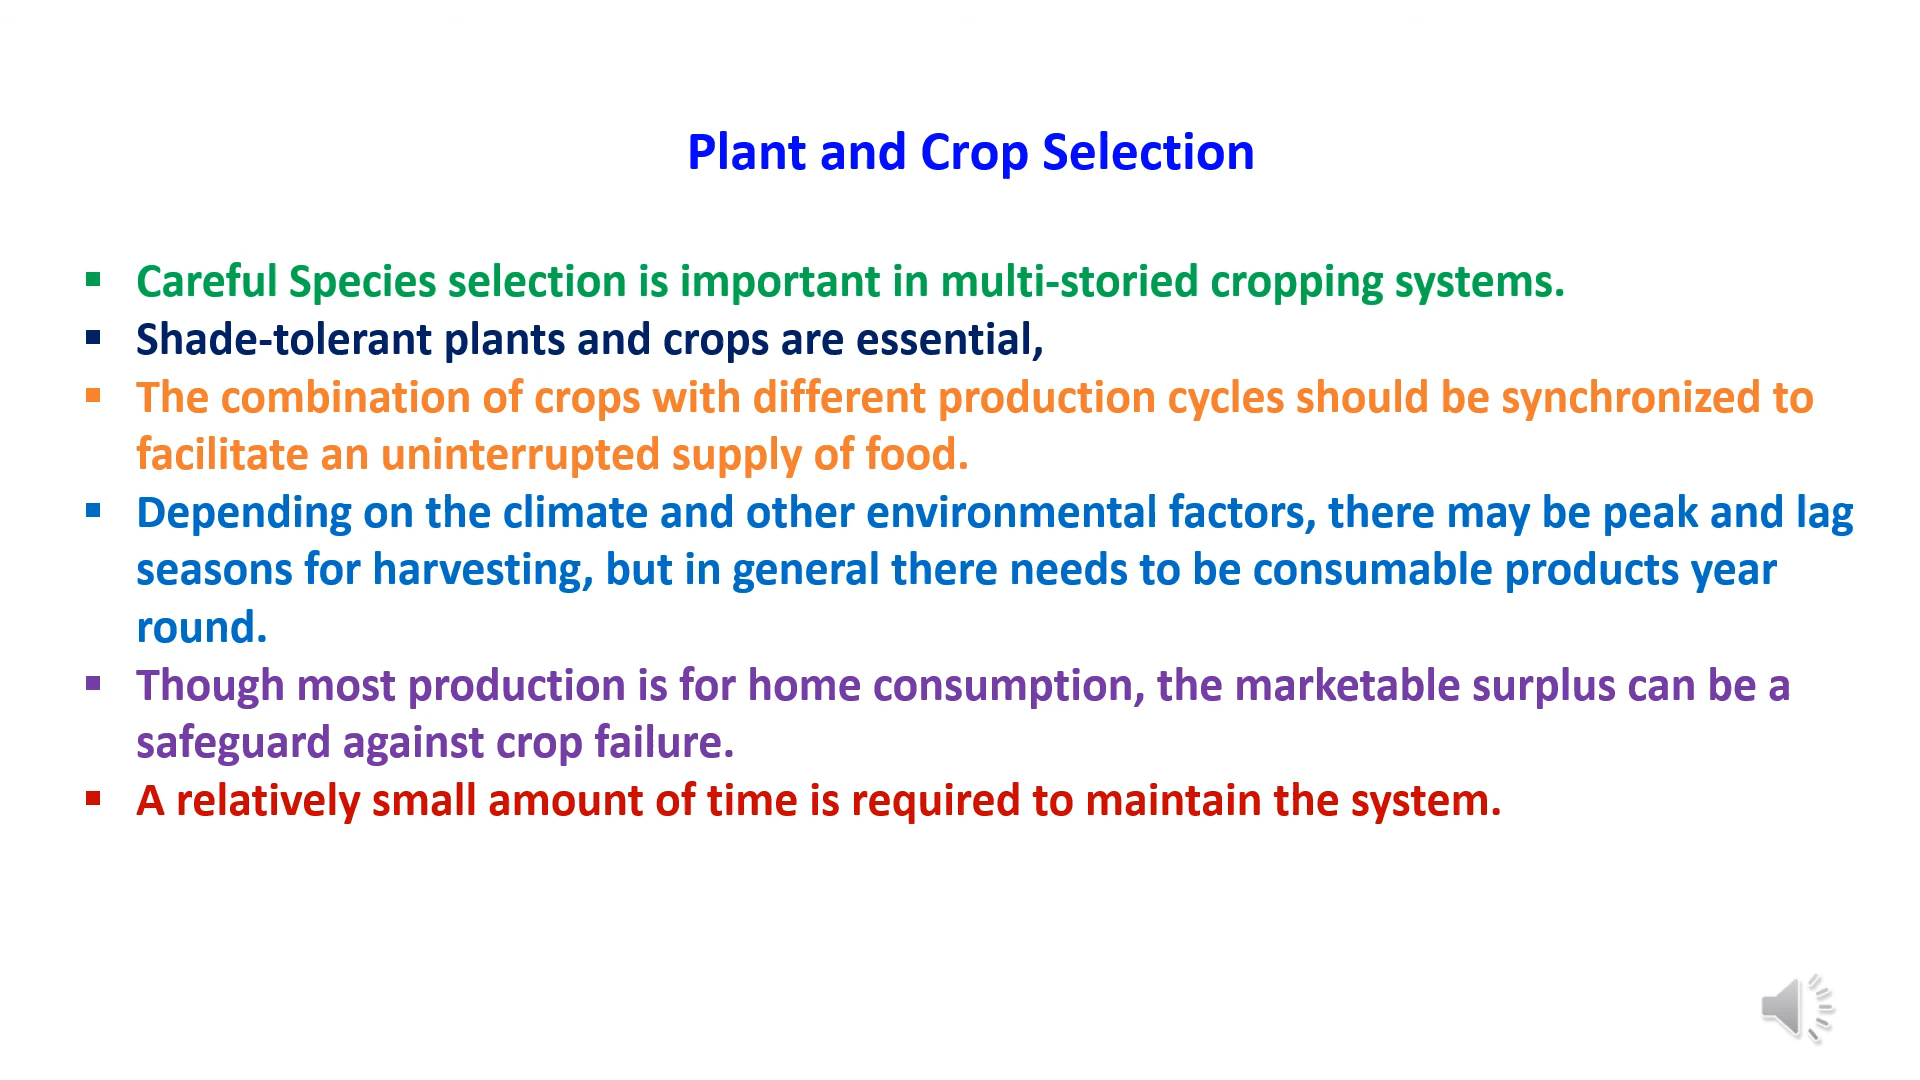 Plant and Crop Selection
▪ Careful Species selection is important in multi-storied cropping systems.
▪ Shade-tolerant plants and crops are essential,
▪ The combination of crops with different production cycles should be synchronized to
facilitate an uninterrupted supply of food.
▪ Depending on the climate and other environmental factors, there may be peak and lag
seasons for harvesting, but in general there needs to be consumable products year
round.
▪ Though most production is for home consumption, the marketable surplus can be a
safeguard against crop failure.
▪ A relatively small amount of time is required to maintain the system.